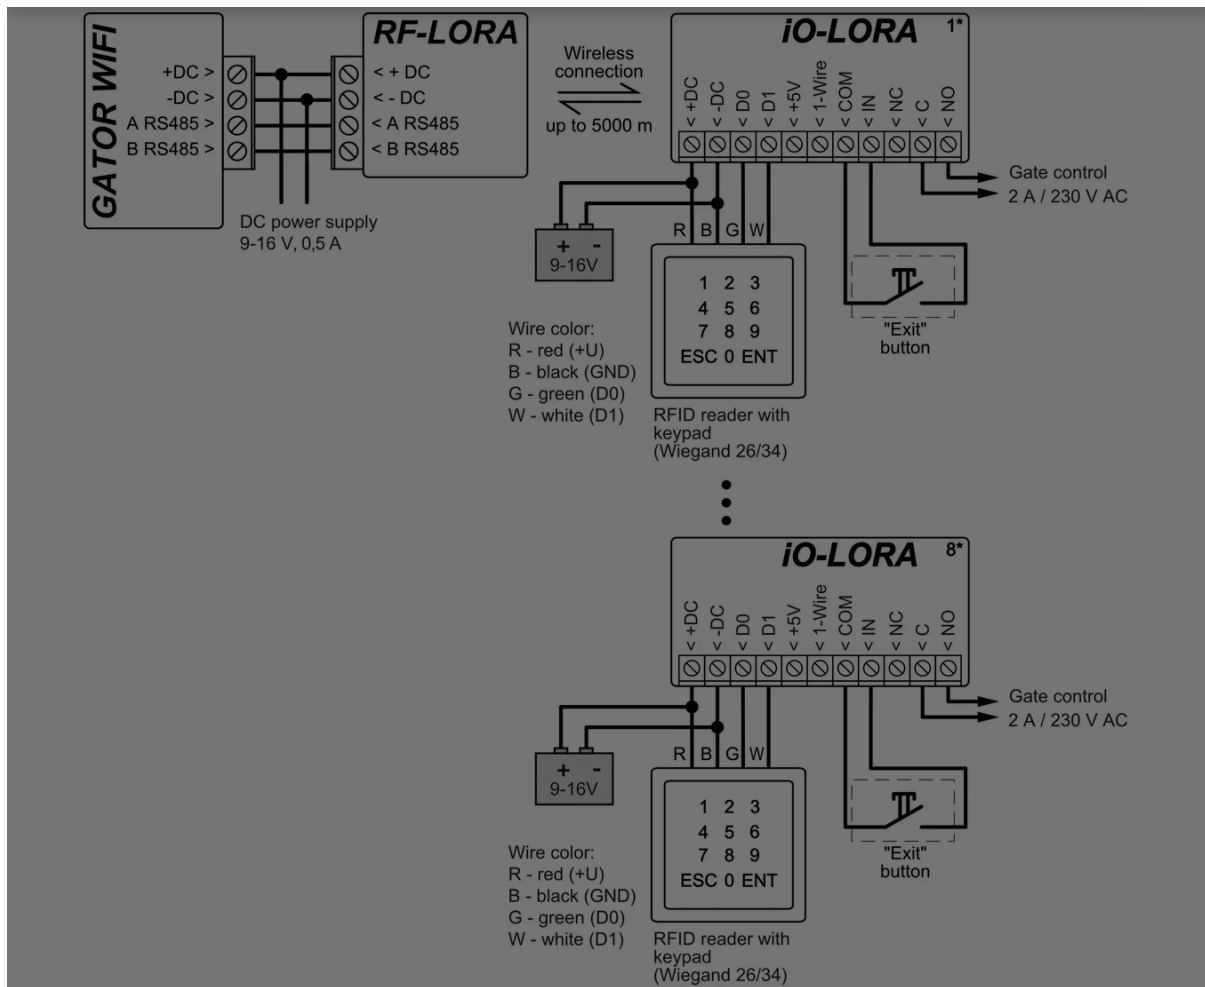 GATOR WIFI
+DC >
-DC >
A RS485 >
B RS485 >
RF-LORA
< + DC
< - DC
< A RS485
< B RS485
DC power supply
9-16 V, 0,5 A
Wireless
connection
up to 5000 m
iO-LORA 1*
< +DC
< -DC
< D0
< D1
< +5V
< 1-Wire
< COM
< IN
< NC
< C
< NO
Gate control
2 A / 230 V AC
+ -
9-16V
R B G W
1 2 3
4 5 6
7 8 9
ESC 0 ENT
"Exit"
button
Wire color:
R - red (+U)
B - black (GND)
G - green (D0)
W - white (D1)
RFID reader with
keypad
(Wiegand 26/34)
iO-LORA 8*
< +DC
< -DC
< D0
< D1
< +5V
< 1-Wire
< COM
< IN
< NC
< C
< NO
Gate control
2 A / 230 V AC
+ -
9-16V
R B G W
1 2 3
4 5 6
7 8 9
ESC 0 ENT
"Exit"
button
Wire color:
R - red (+U)
B - black (GND)
G - green (D0)
W - white (D1)
RFID reader with
keypad
(Wiegand 26/34)